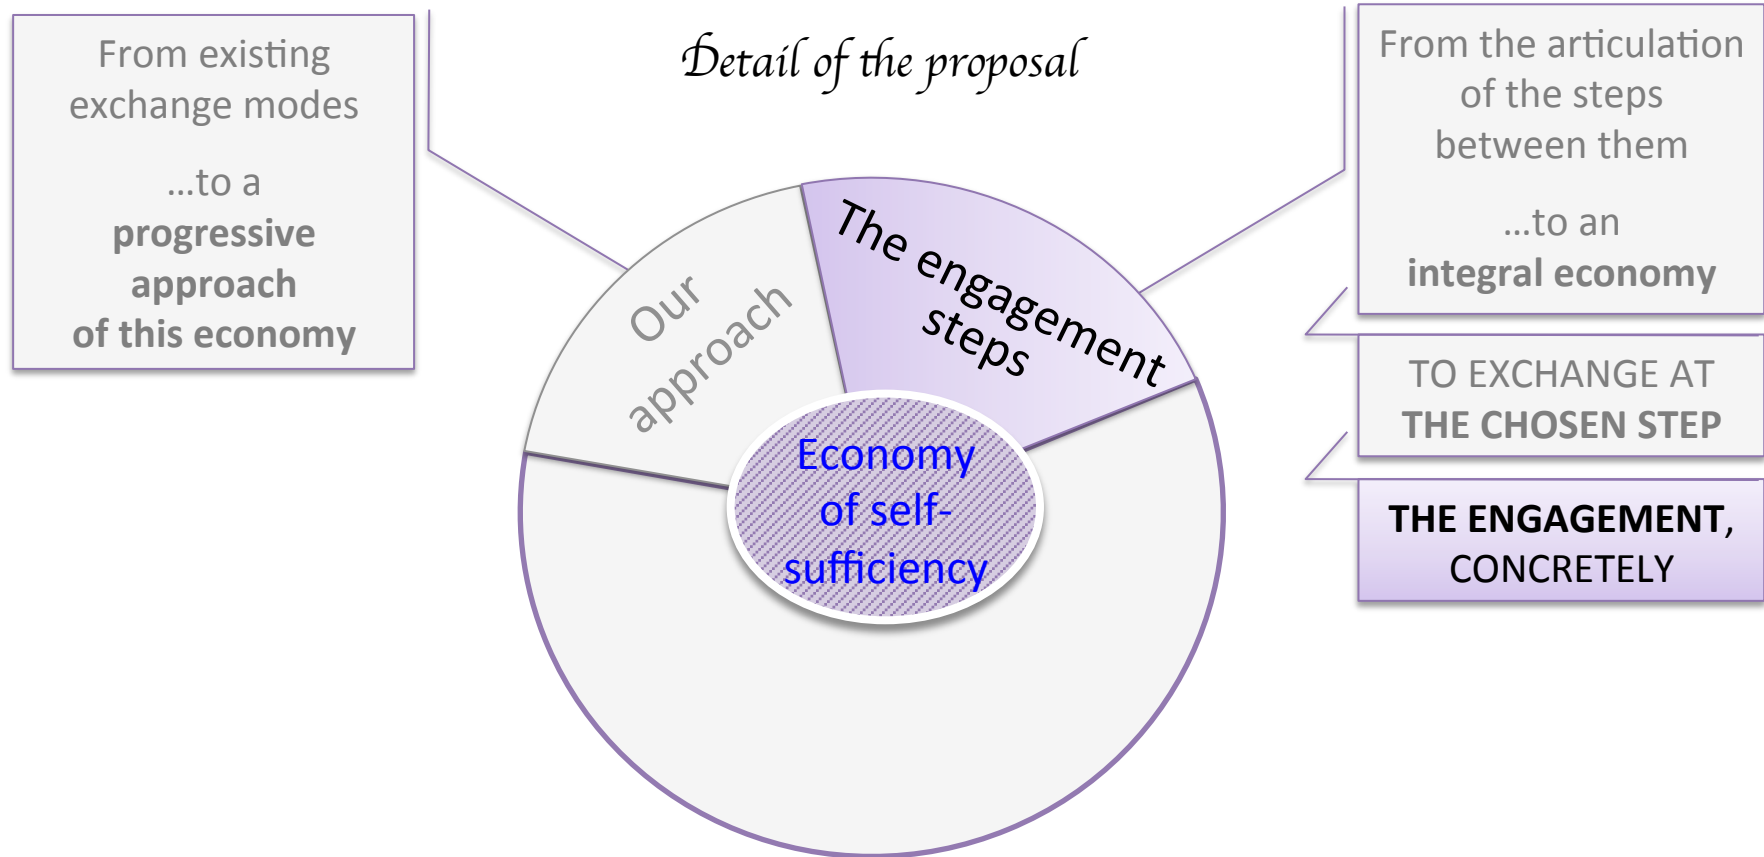 Detail of the proposal
From existing
exchange modes
...to a
progressive
approach
of this economy
Our
approach
The engagement
steps
Economy
of self-
sufficiency
From the articulation
of the steps
between them
...to an
integral economy
TO EXCHANGE AT
THE CHOSEN STEP
THE ENGAGEMENT,
CONCRETELY